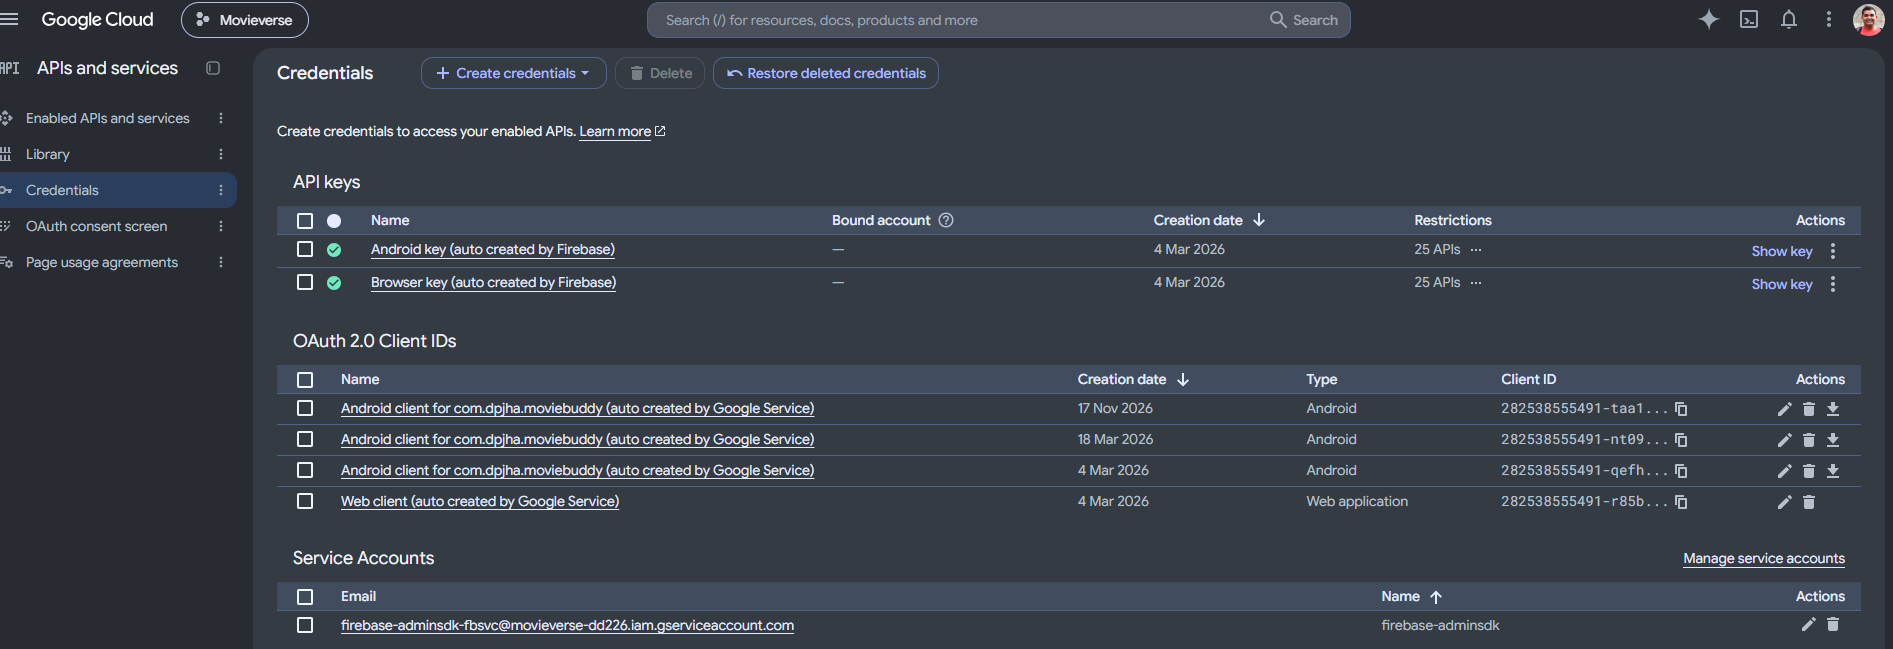 Google Cloud
Movieverse
Search (/) for resources, docs, products and more
Search
API
APIs and services
Enabled APIs and services
Library
Credentials
OAuth consent screen
Page usage agreements
Credentials
Create credentials
Delete
Restore deleted credentials
Create credentials to access your enabled APIs. Learn more
API keys
Name Bound account Creation date Restrictions Actions
Android key (auto created by Firebase) — 4 Mar 2026 25 APIs ... Show key
Browser key (auto created by Firebase) — 4 Mar 2026 25 APIs ... Show key
OAuth 2.0 Client IDs
Name Creation date Type Client ID Actions
Android client for com.dpjha.moviebuddy (auto created by Google Service) 17 Nov 2026 Android 282538555491-taa1...
Android client for com.dpjha.moviebuddy (auto created by Google Service) 18 Mar 2026 Android 282538555491-nt09...
Android client for com.dpjha.moviebuddy (auto created by Google Service) 4 Mar 2026 Android 282538555491-qefh...
Web client (auto created by Google Service) 4 Mar 2026 Web application 282538555491-r85b...
Service Accounts
Manage service accounts
Email Name Actions
firebase-adminsdk-fbsvc@movieverse-dd226.iam.gserviceaccount.com firebase-adminsdk